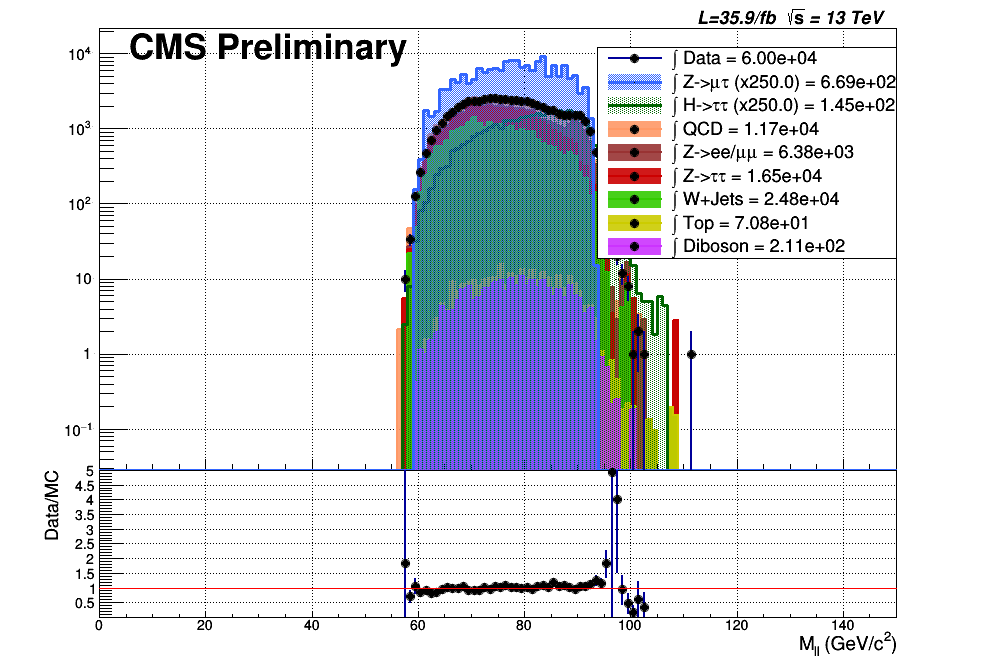 L=35.9/fb √s = 13 TeV
CMS Preliminary
∫ Data = 6.00e+04
∫ Z->μτ (x250.0) = 6.69e+02
∫ H->ττ (x250.0) = 1.45e+02
∫ QCD = 1.17e+04
∫ Z->ee/μμ = 6.38e+03
∫ Z->ττ = 1.65e+04
∫ W+Jets = 2.48e+04
∫ Top = 7.08e+01
∫ Diboson = 2.11e+02
10⁴
10³
10²
10
1
10⁻¹
Data/MC
5
4.5
4
3.5
3
2.5
2
1.5
1
0.5
0 20 40 60 80 100 120 140
M_ll (GeV/c²)